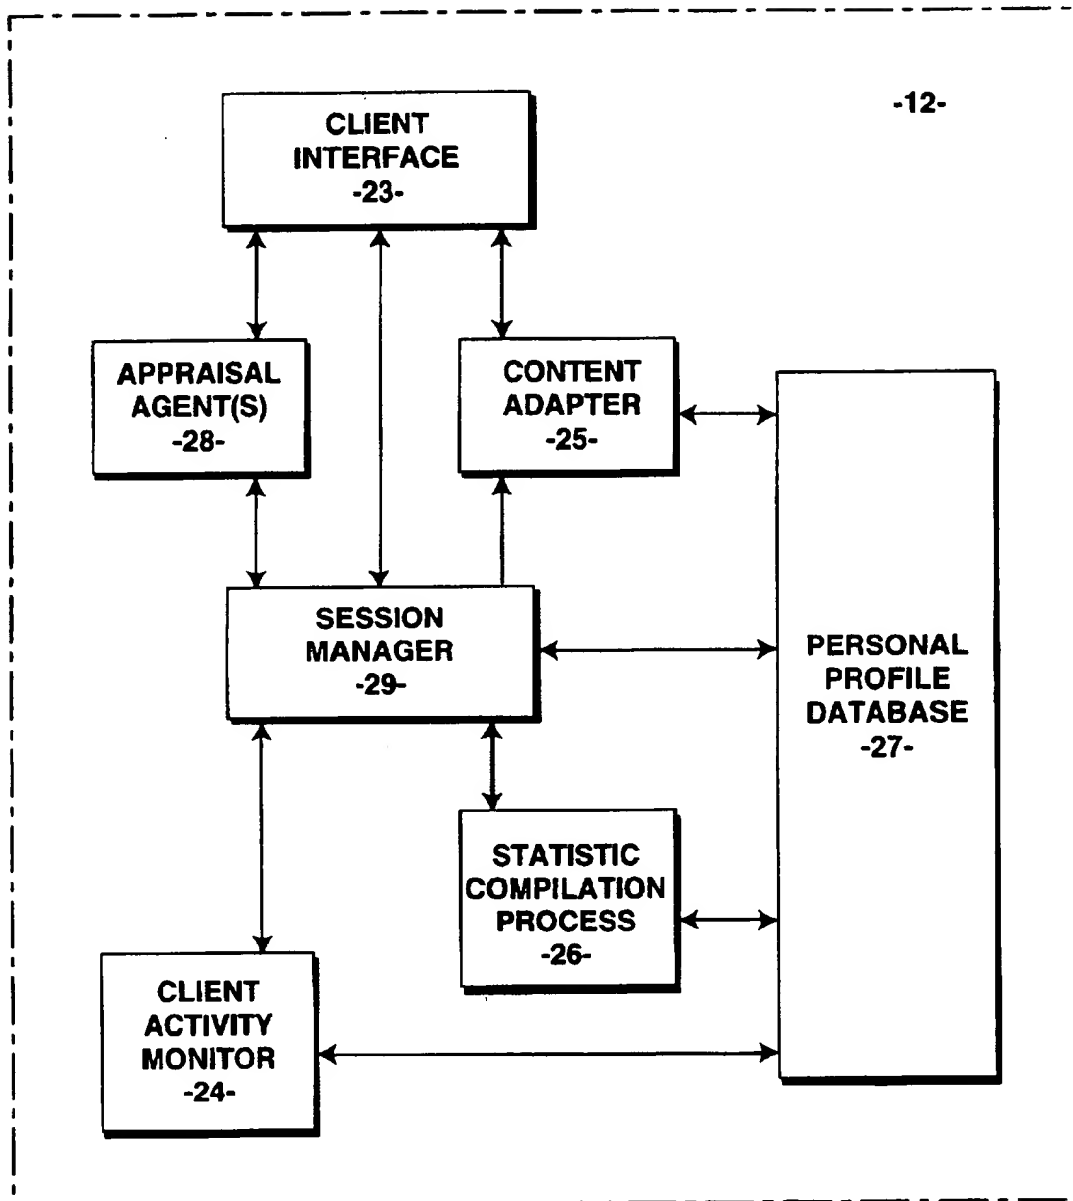 -12-
CLIENT
INTERFACE
-23-
APPRAISAL
AGENT(S)
-28-
CONTENT
ADAPTER
-25-
SESSION
MANAGER
-29-
PERSONAL
PROFILE
DATABASE
-27-
STATISTIC
COMPILATION
PROCESS
-26-
CLIENT
ACTIVITY
MONITOR
-24-